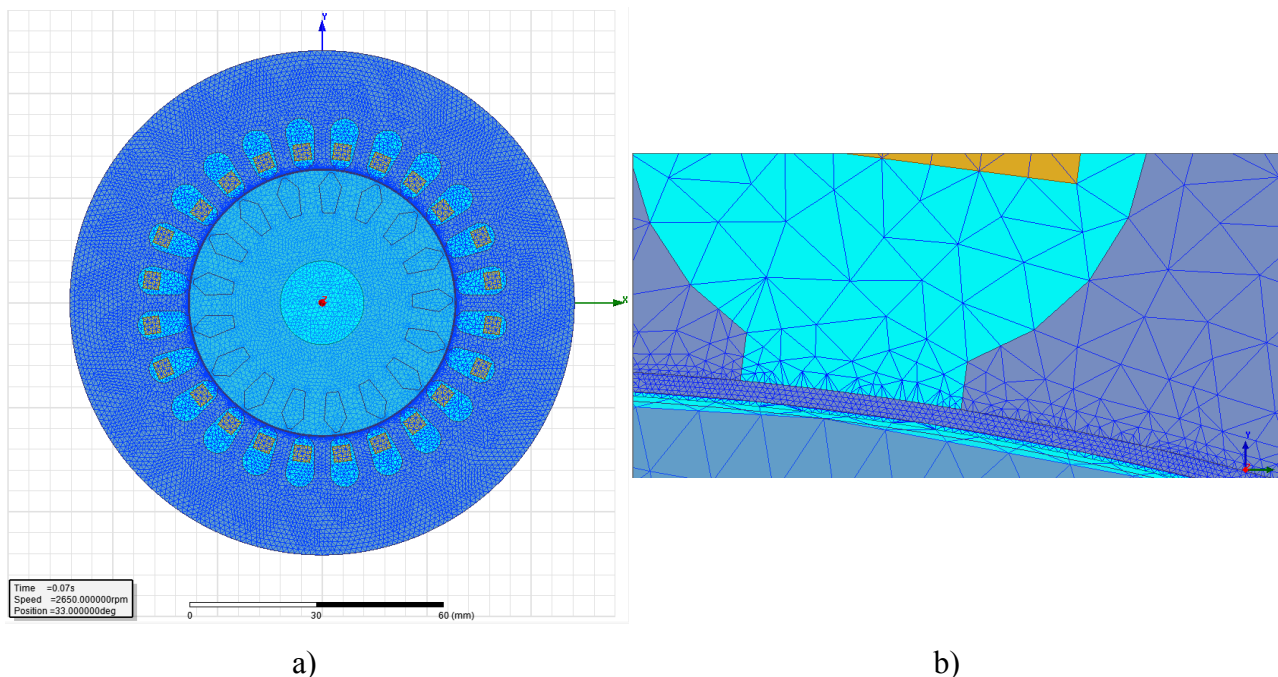 Y
X
Time =0.07s
Speed =2650.000000rpm
Position =33.000000deg
0
30
60 (mm)
Y
a)
b)